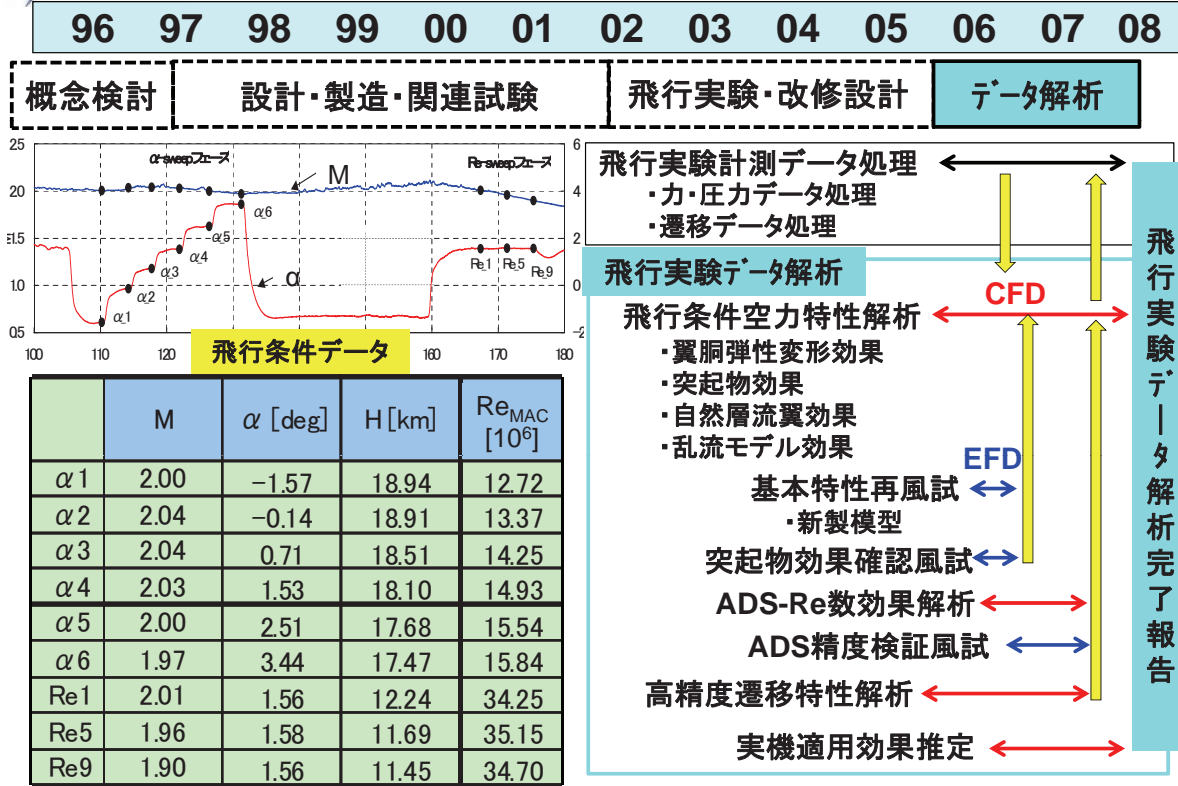 96 97 98 99 00 01 02 03 04 05 06 07 08
概念検討 設計・製造・関連試験 飛行実験・改修設計 データ解析
α-sweepフェーズ Re-sweepフェーズ
M
α
α_1 α_2 α_3 α_4 α_5 α_6
Re_1 Re_5 Re_9
25
20
1.5
1.0
05
6
4
2
0
-2
100 110 120 160 170 180
飛行条件データ
M α [deg] H [km] Re_MAC [10^6]
α1 2.00 −1.57 18.94 12.72
α2 2.04 −0.14 18.91 13.37
α3 2.04 0.71 18.51 14.25
α4 2.03 1.53 18.10 14.93
α5 2.00 2.51 17.68 15.54
α6 1.97 3.44 17.47 15.84
Re1 2.01 1.56 12.24 34.25
Re5 1.96 1.58 11.69 35.15
Re9 1.90 1.56 11.45 34.70
飛行実験計測データ処理
・力・圧力データ処理
・遷移データ処理
飛行実験データ解析
CFD
飛行条件空力特性解析
・翼胴弾性変形効果
・突起物効果
・自然層流翼効果
・乱流モデル効果
EFD
基本特性再風試
・新製模型
突起物効果確認風試
ADS-Re数効果解析
ADS精度検証風試
高精度遷移特性解析
実機適用効果推定
飛行実験データ解析完了報告